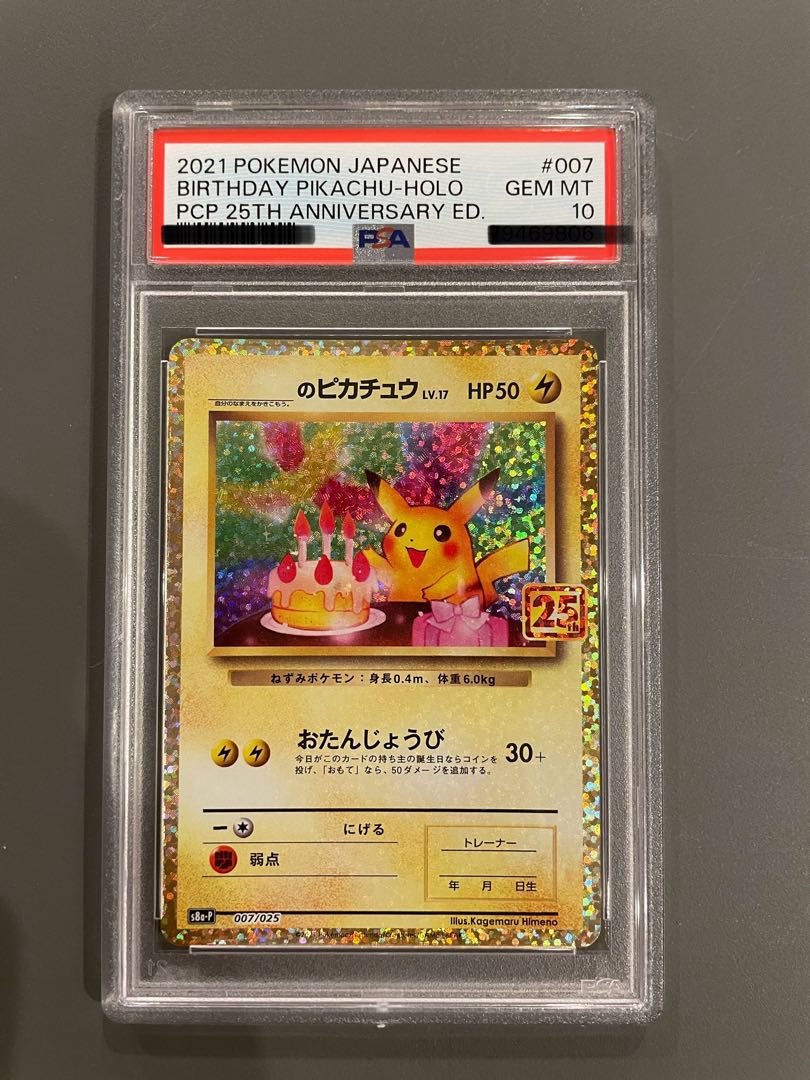 2021 POKEMON JAPANESE #007
BIRTHDAY PIKACHU-HOLO GEM MT
PCP 25TH ANNIVERSARY ED. 10
PSA
のピカチュウ LV.17 HP50
自分のなまえをかきこもう。
25th
ねずみポケモン：身長0.4m、体重6.0kg
おたんじょうび 30+
今日がこのカードの持ち主の誕生日ならコインを
投げ、「おもて」なら、50ダメージを追加する。
にげる
弱点
トレーナー
年 月 日生
s8a-P 007/025
Illus.Kagemaru Himeno